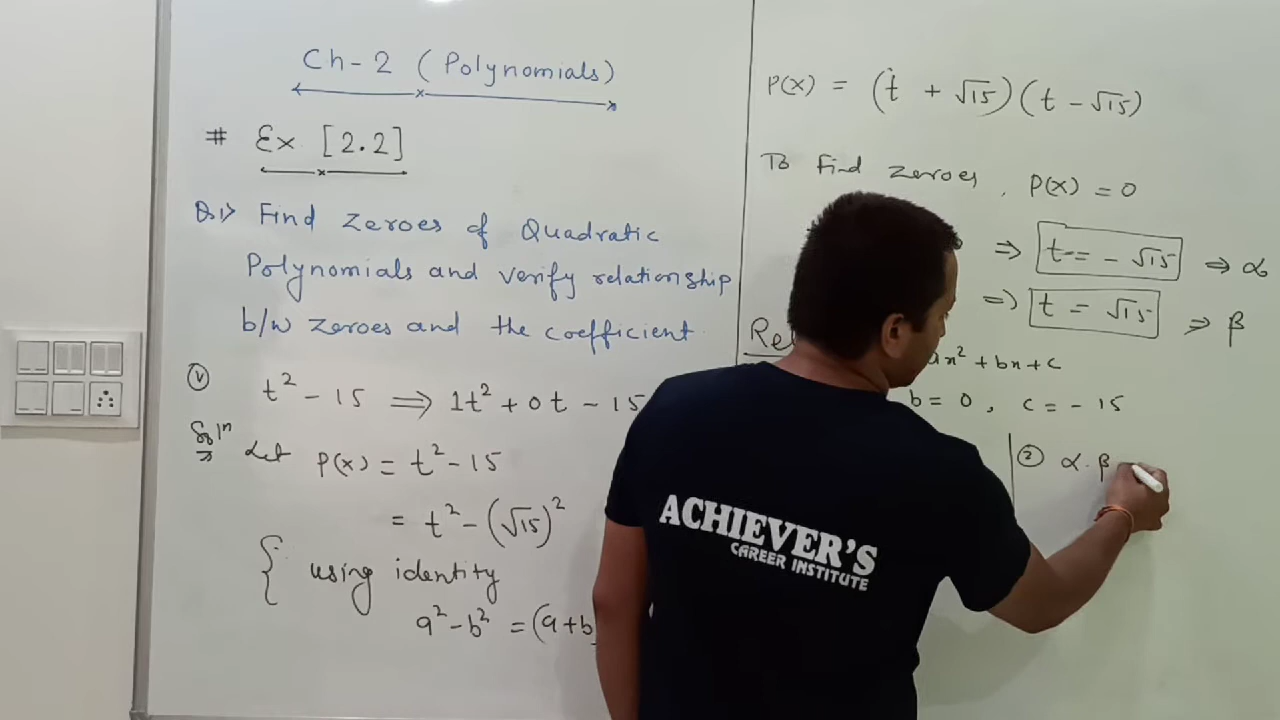 Ch-2 (Polynomials)
# Ex [2.2]
Q.1> Find zeroes of Quadratic
Polynomials and verify relationship
b/w zeroes and the coefficient
(v) t² - 15 ⟹ 1t² + 0t - 15
Solⁿ Let P(x) = t² - 15
= t² - (√15)²
{ using identity
a² - b² = (a+b
P(x) = (t + √15)(t - √15)
To find zeroes, P(x) = 0
⇒ t = - √15 ⇒ α
⇒ t = √15 ⇒ β
Rel
ax² + bx + c
b = 0, c = - 15
② α.β
ACHIEVER'S
CAREER INSTITUTE